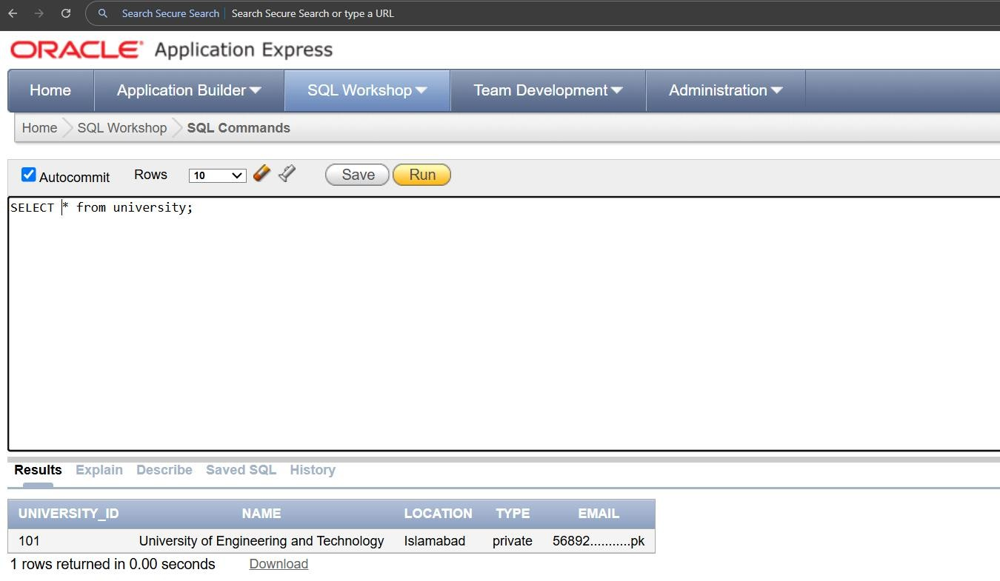 Search Secure Search Search Secure Search or type a URL
ORACLE Application Express
Home Application Builder SQL Workshop Team Development Administration
Home SQL Workshop SQL Commands
Autocommit Rows 10 Save Run
SELECT * from university;
Results Explain Describe Saved SQL History
UNIVERSITY_ID NAME LOCATION TYPE EMAIL
101 University of Engineering and Technology Islamabad private 56892...........pk
1 rows returned in 0.00 seconds Download